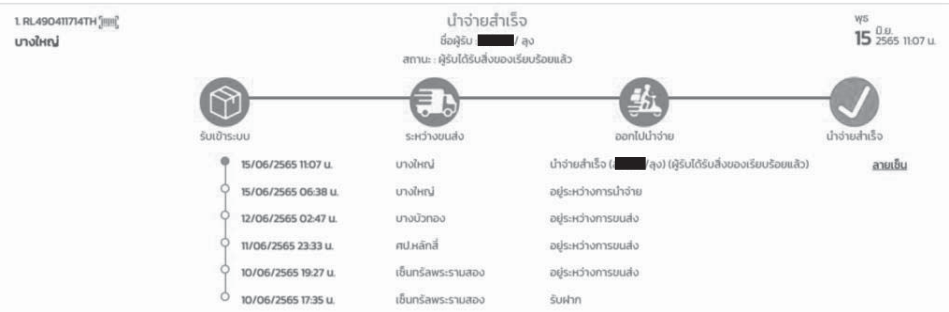 1. RL490411714TH
บางใหญ่
นำจ่ายสำเร็จ
ชื่อผู้รับ : / ลุง
สถานะ : ผู้รับได้รับสิ่งของเรียบร้อยแล้ว
พุธ
15 มิ.ย. 2565 11:07 น.
รับเข้าระบบ ระหว่างขนส่ง ออกไปนำจ่าย นำจ่ายสำเร็จ
15/06/2565 11:07 น. บางใหญ่ นำจ่ายสำเร็จ ( /ลุง) (ผู้รับได้รับสิ่งของเรียบร้อยแล้ว) ลายเซ็น
15/06/2565 06:38 น. บางใหญ่ อยู่ระหว่างการนำจ่าย
12/06/2565 02:47 น. บางบัวทอง อยู่ระหว่างการขนส่ง
11/06/2565 23:33 น. ศป.หลักสี่ อยู่ระหว่างการขนส่ง
10/06/2565 19:27 น. เซ็นทรัลพระรามสอง อยู่ระหว่างการขนส่ง
10/06/2565 17:35 น. เซ็นทรัลพระรามสอง รับฝาก